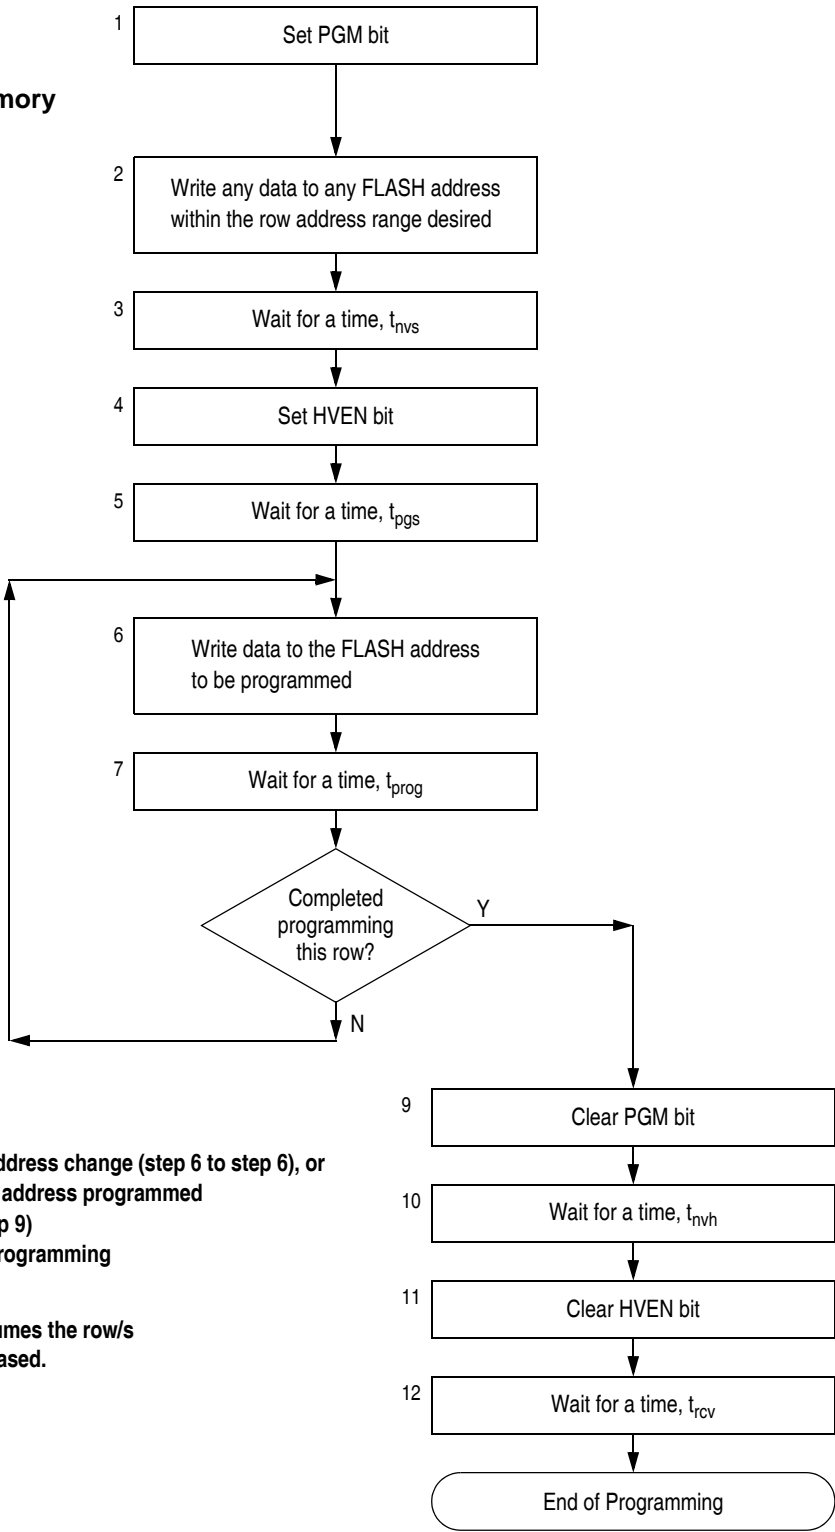 1
Set PGM bit
mory
2
Write any data to any FLASH address
within the row address range desired
3
Wait for a time, tnvs
4
Set HVEN bit
5
Wait for a time, tpgs
6
Write data to the FLASH address
to be programmed
7
Wait for a time, tprog
Completed
programming
this row?
Y
N
9
Clear PGM bit
ddress change (step 6 to step 6), or
address programmed
p 9)
rogramming
umes the row/s
ased.
10
Wait for a time, tnvh
11
Clear HVEN bit
12
Wait for a time, trcv
End of Programming